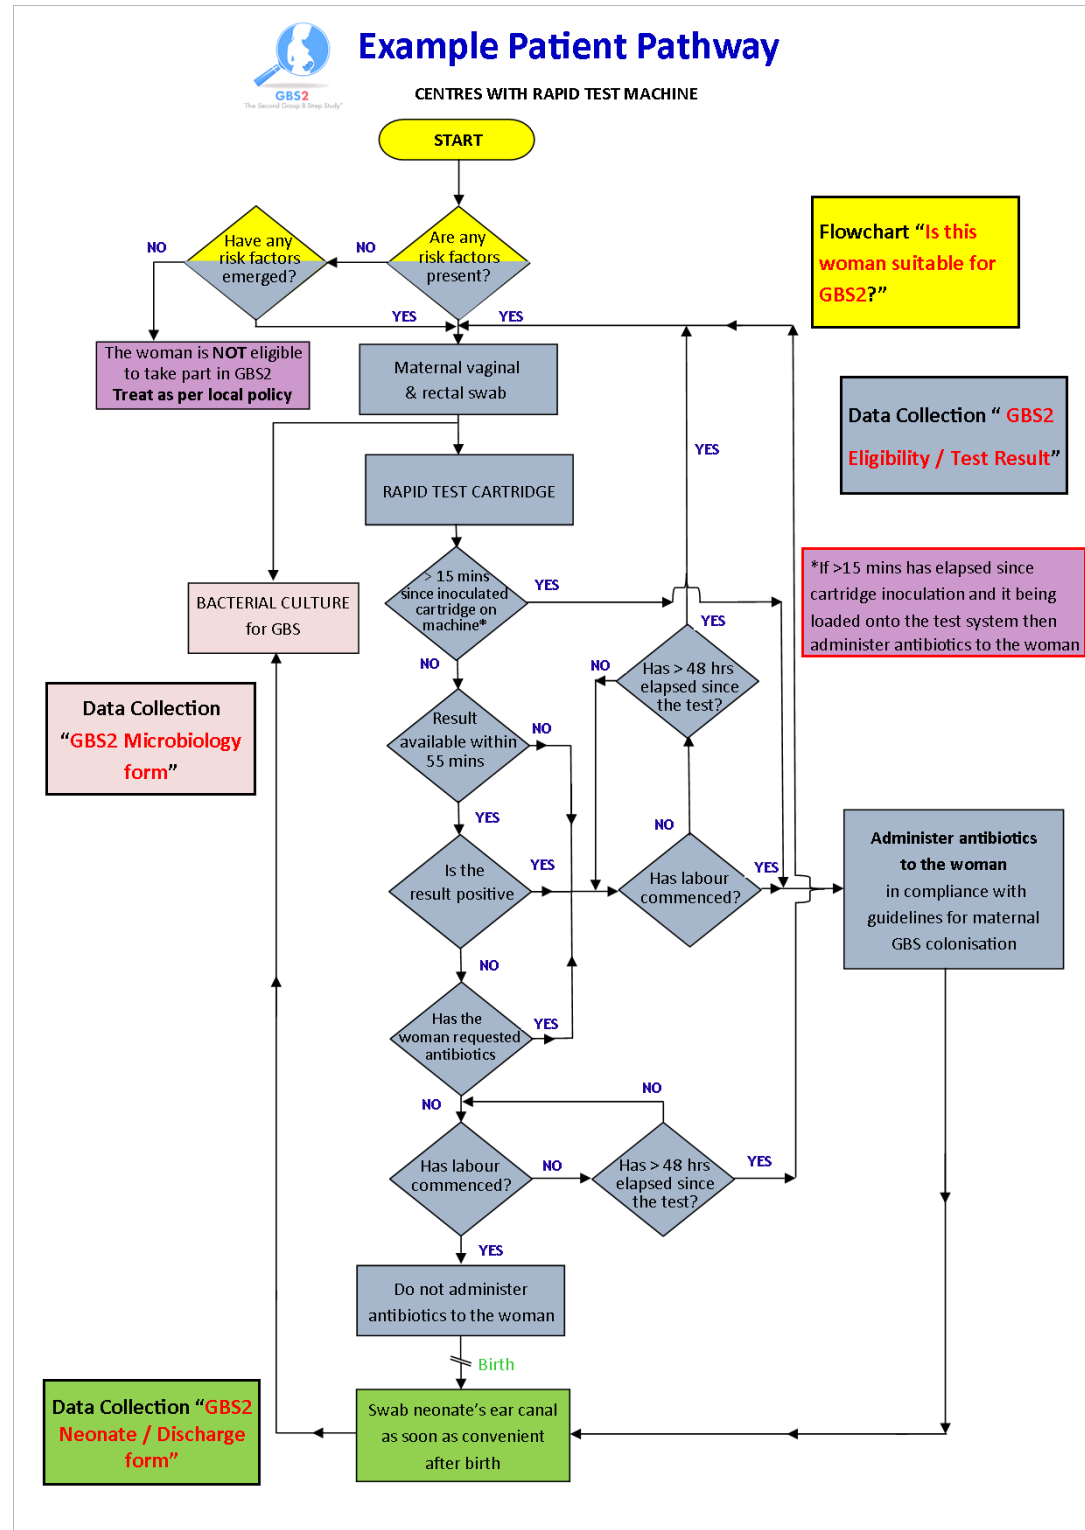 Example Patient Pathway
GBS2
The Second Group B Strep Study"
CENTRES WITH RAPID TEST MACHINE
START
Have any
risk factors
emerged?
NO
NO
Are any
risk factors
present?
YES
YES
Flowchart “Is this
woman suitable for
GBS2?”
The woman is NOT eligible
to take part in GBS2
Treat as per local policy
Maternal vaginal
& rectal swab
Data Collection “ GBS2
Eligibility / Test Result”
YES
RAPID TEST CARTRIDGE
> 15 mins
since inoculated
cartridge on
machine*
YES
*If >15 mins has elapsed since
cartridge inoculation and it being
loaded onto the test system then
administer antibiotics to the woman
BACTERIAL CULTURE
for GBS
YES
NO
NO
Has > 48 hrs
elapsed since
the test?
Data Collection
“GBS2 Microbiology
form”
Result
available within
55 mins
NO
YES
NO
Is the
result positive
YES
Has labour
commenced?
YES
Administer antibiotics
to the woman
in compliance with
guidelines for maternal
GBS colonisation
NO
Has the
woman requested
antibiotics
YES
NO
NO
Has labour
commenced?
NO
Has > 48 hrs
elapsed since
the test?
YES
YES
Do not administer
antibiotics to the woman
Birth
Data Collection “GBS2
Neonate / Discharge
form”
Swab neonate’s ear canal
as soon as convenient
after birth